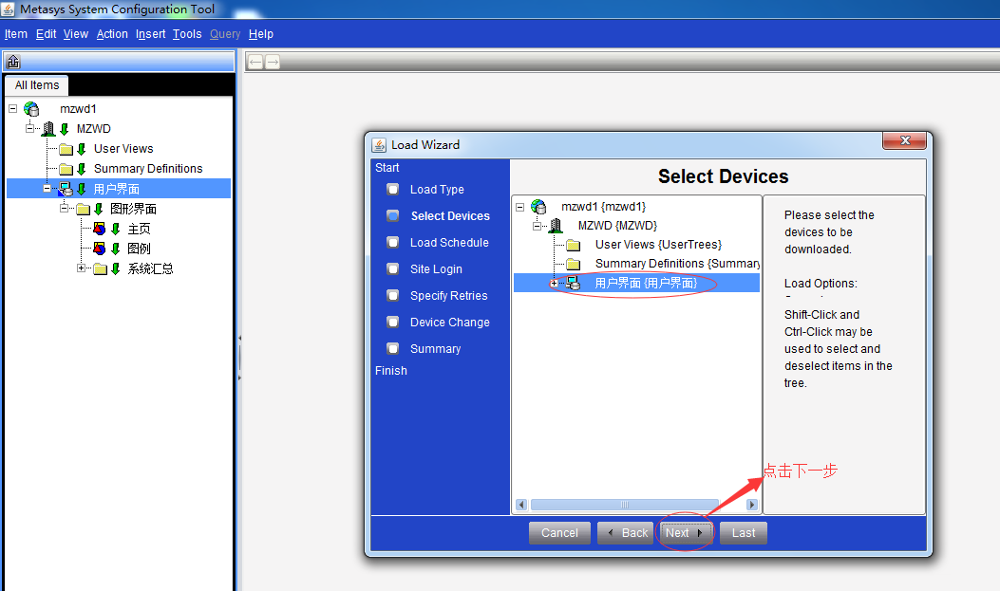 Metasys System Configuration Tool
Item Edit View Action Insert Tools Query Help
All Items
mzwd1
MZWD
User Views
Summary Definitions
用户界面
图形界面
主页
图例
系统汇总
Load Wizard
Start
Load Type
Select Devices
Load Schedule
Site Login
Specify Retries
Device Change
Summary
Finish
Select Devices
mzwd1 {mzwd1}
MZWD {MZWD}
User Views {UserTrees}
Summary Definitions {Summary
用户界面 {用户界面}
Please select the
devices to be
downloaded.
Load Options:
Shift-Click and
Ctrl-Click may be
used to select and
deselect items in the
tree.
点击下一步
Cancel
Back
Next
Last